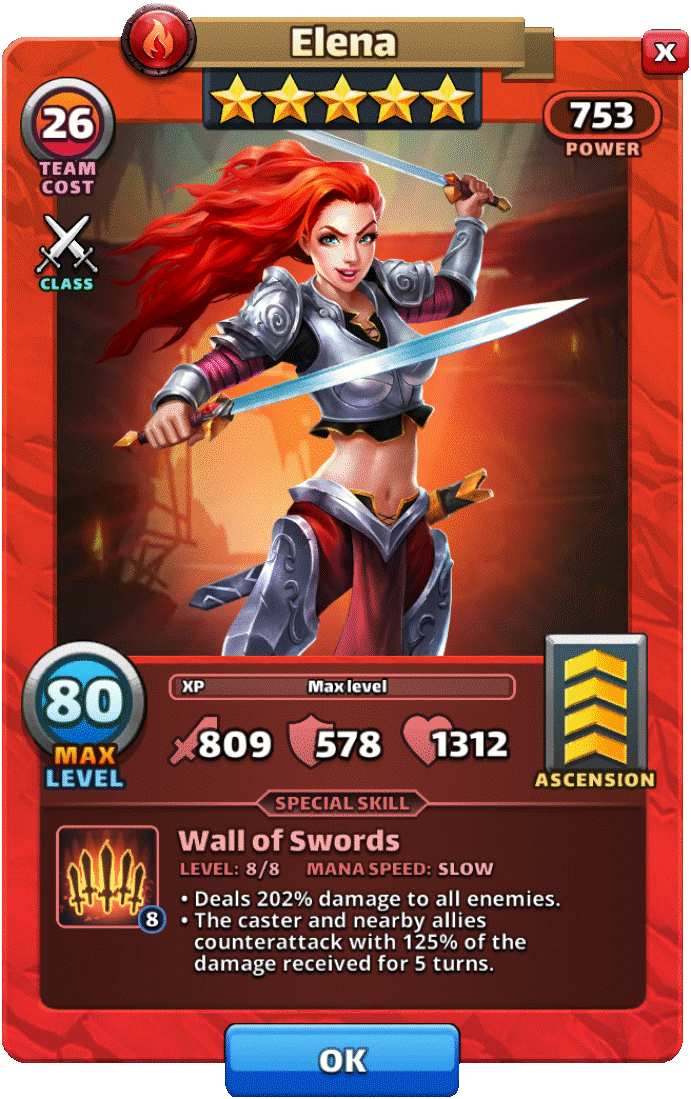 Elena
X
26
TEAM
COST
753
POWER
CLASS
80
MAX
LEVEL
XP Max level
809 578 1312
ASCENSION
SPECIAL SKILL
Wall of Swords
LEVEL: 8/8 MANA SPEED: SLOW
8
• Deals 202% damage to all enemies.
• The caster and nearby allies
counterattack with 125% of the
damage received for 5 turns.
OK